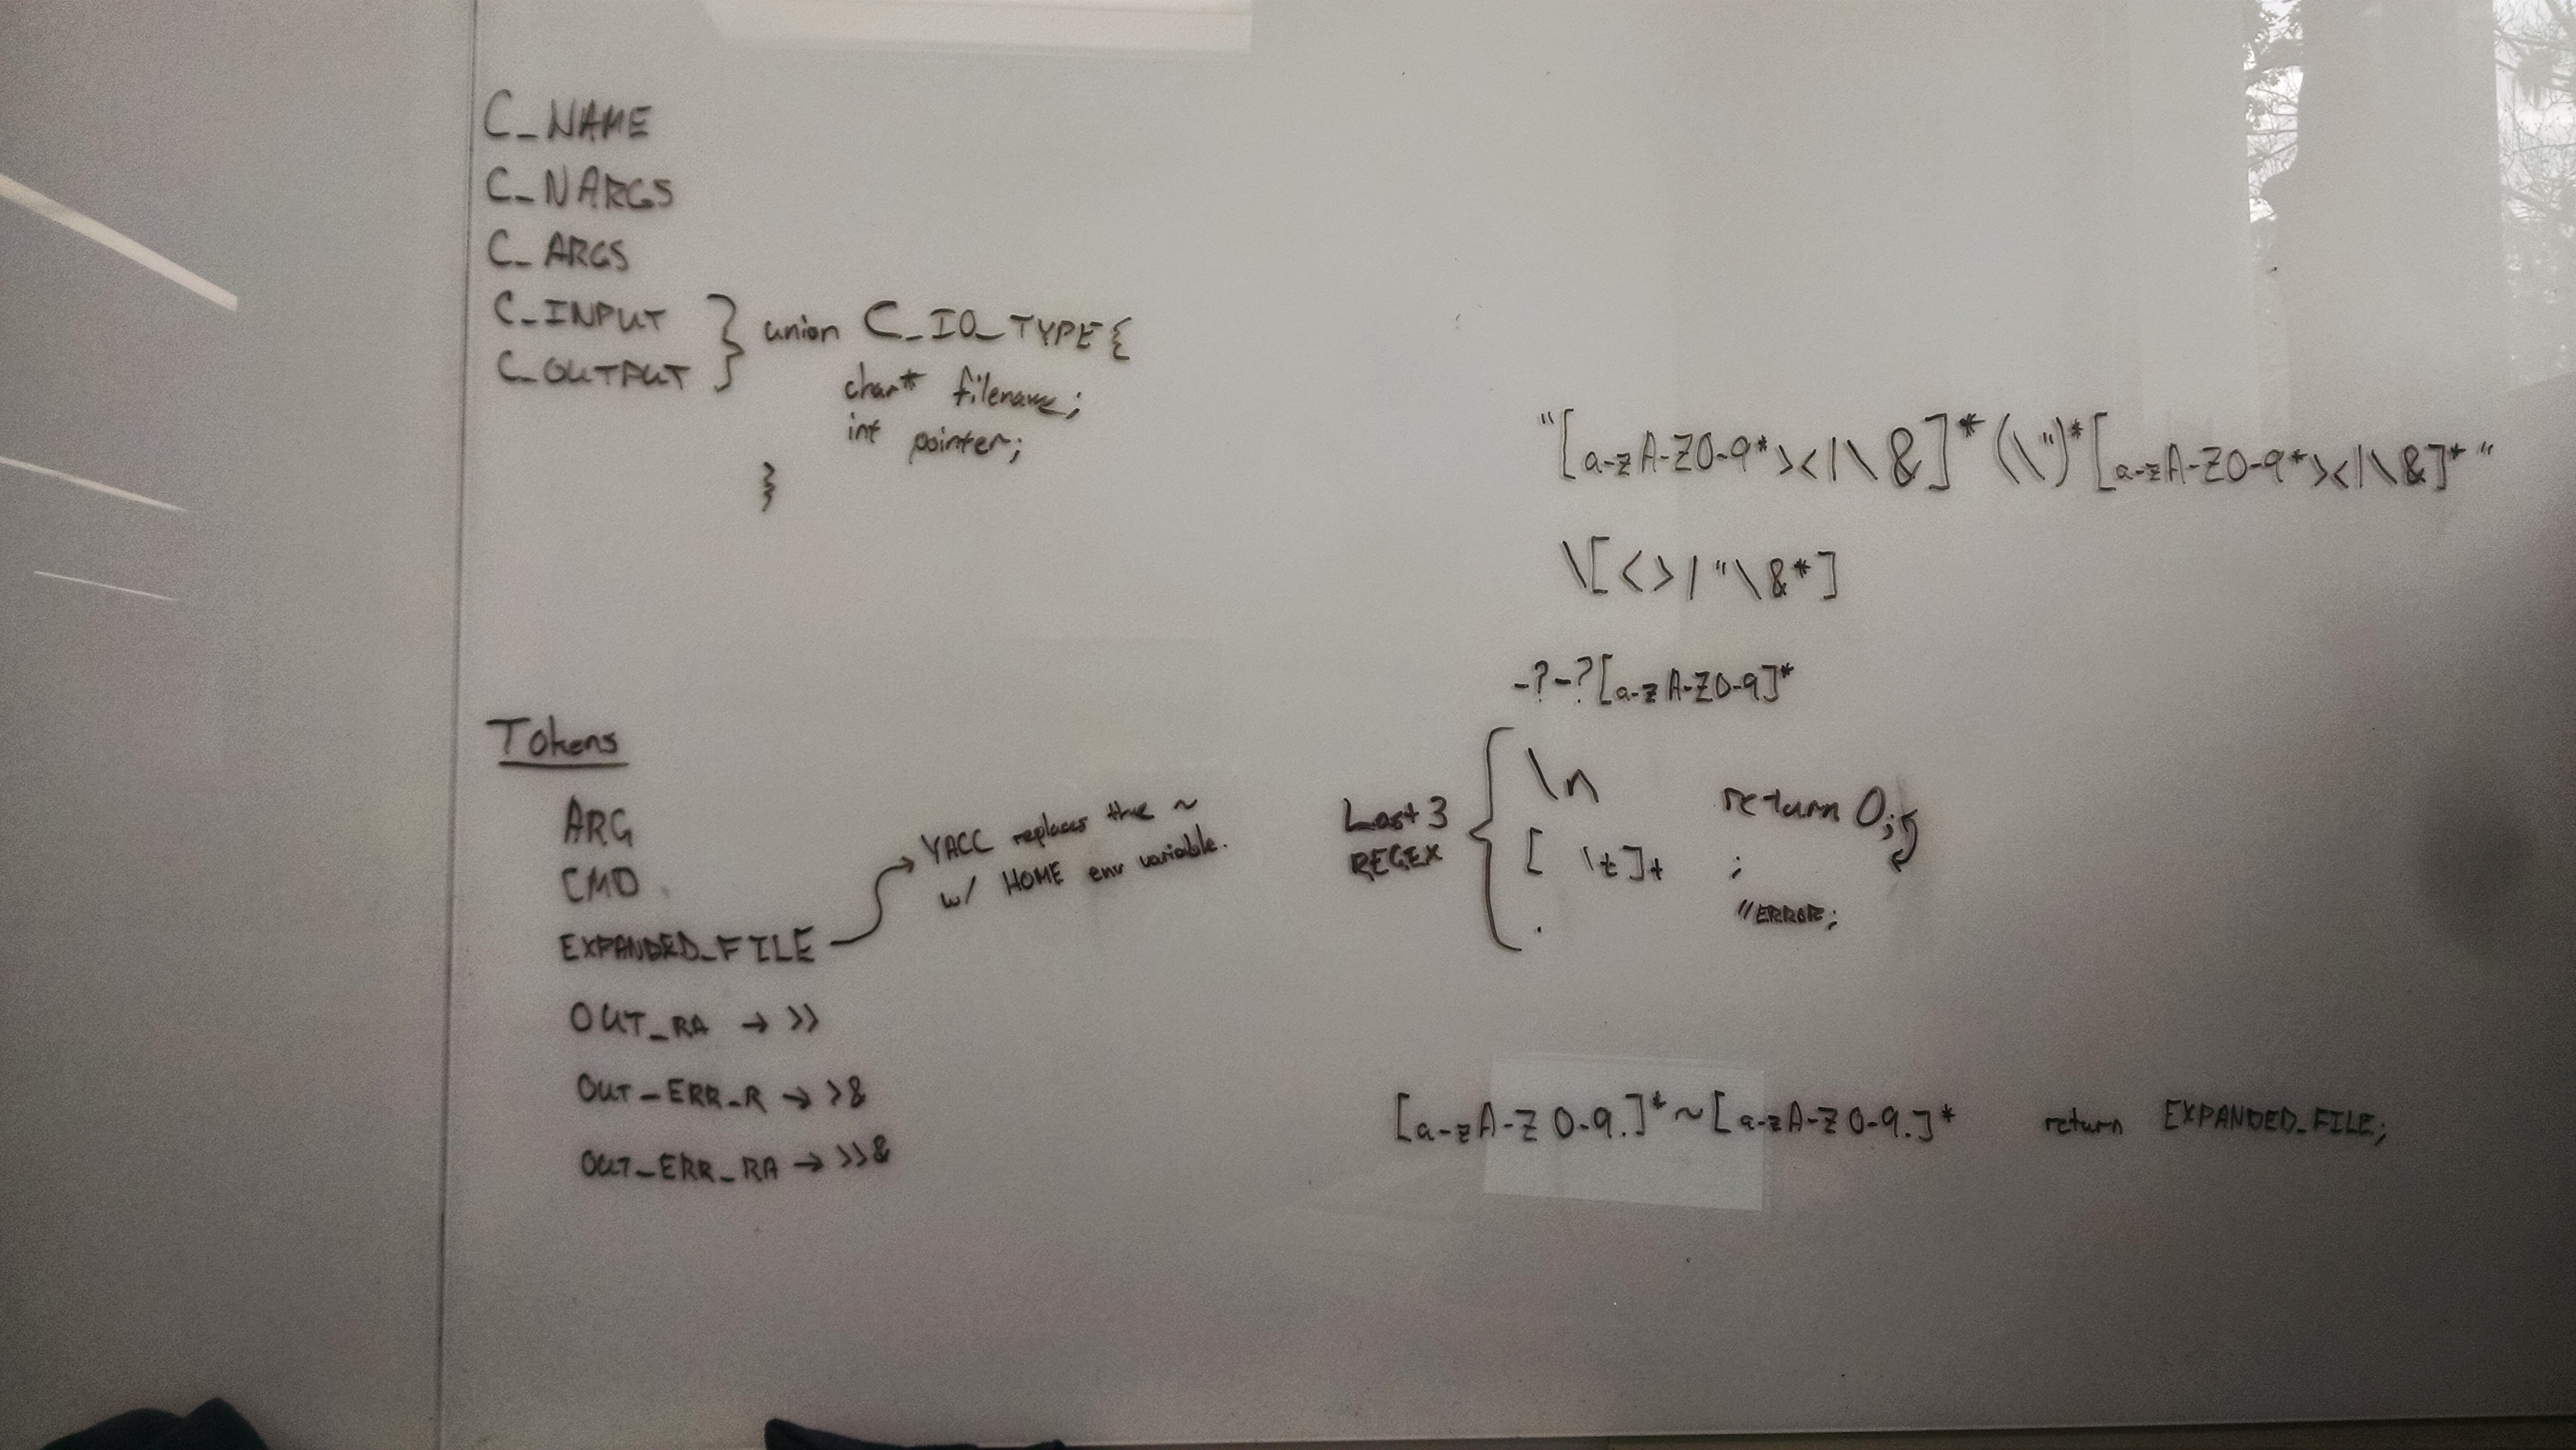 C_NAME
C_NARGS
C_ARGS
C_INPUT
C_OUTPUT
} union C_IO_TYPE {
char* filename;
int pointer;
}
"[a-zA-Z0-9*><|\&]*(\")*[a-zA-Z0-9*><|\&]*"
\[<>|"\&*]
-?-?[a-zA-Z0-9]*
Last 3
REGEX
{
\n return 0;
[ \t]+ ;
. //ERROR;
[a-zA-Z0-9.]*~[a-zA-Z0-9.]* return EXPANDED_FILE;
Tokens
ARG
CMD
EXPANDED_FILE → YACC replaces the ~
w/ HOME env variable.
OUT_RA → >>
OUT_ERR_R → >&
OUT_ERR_RA → >>&